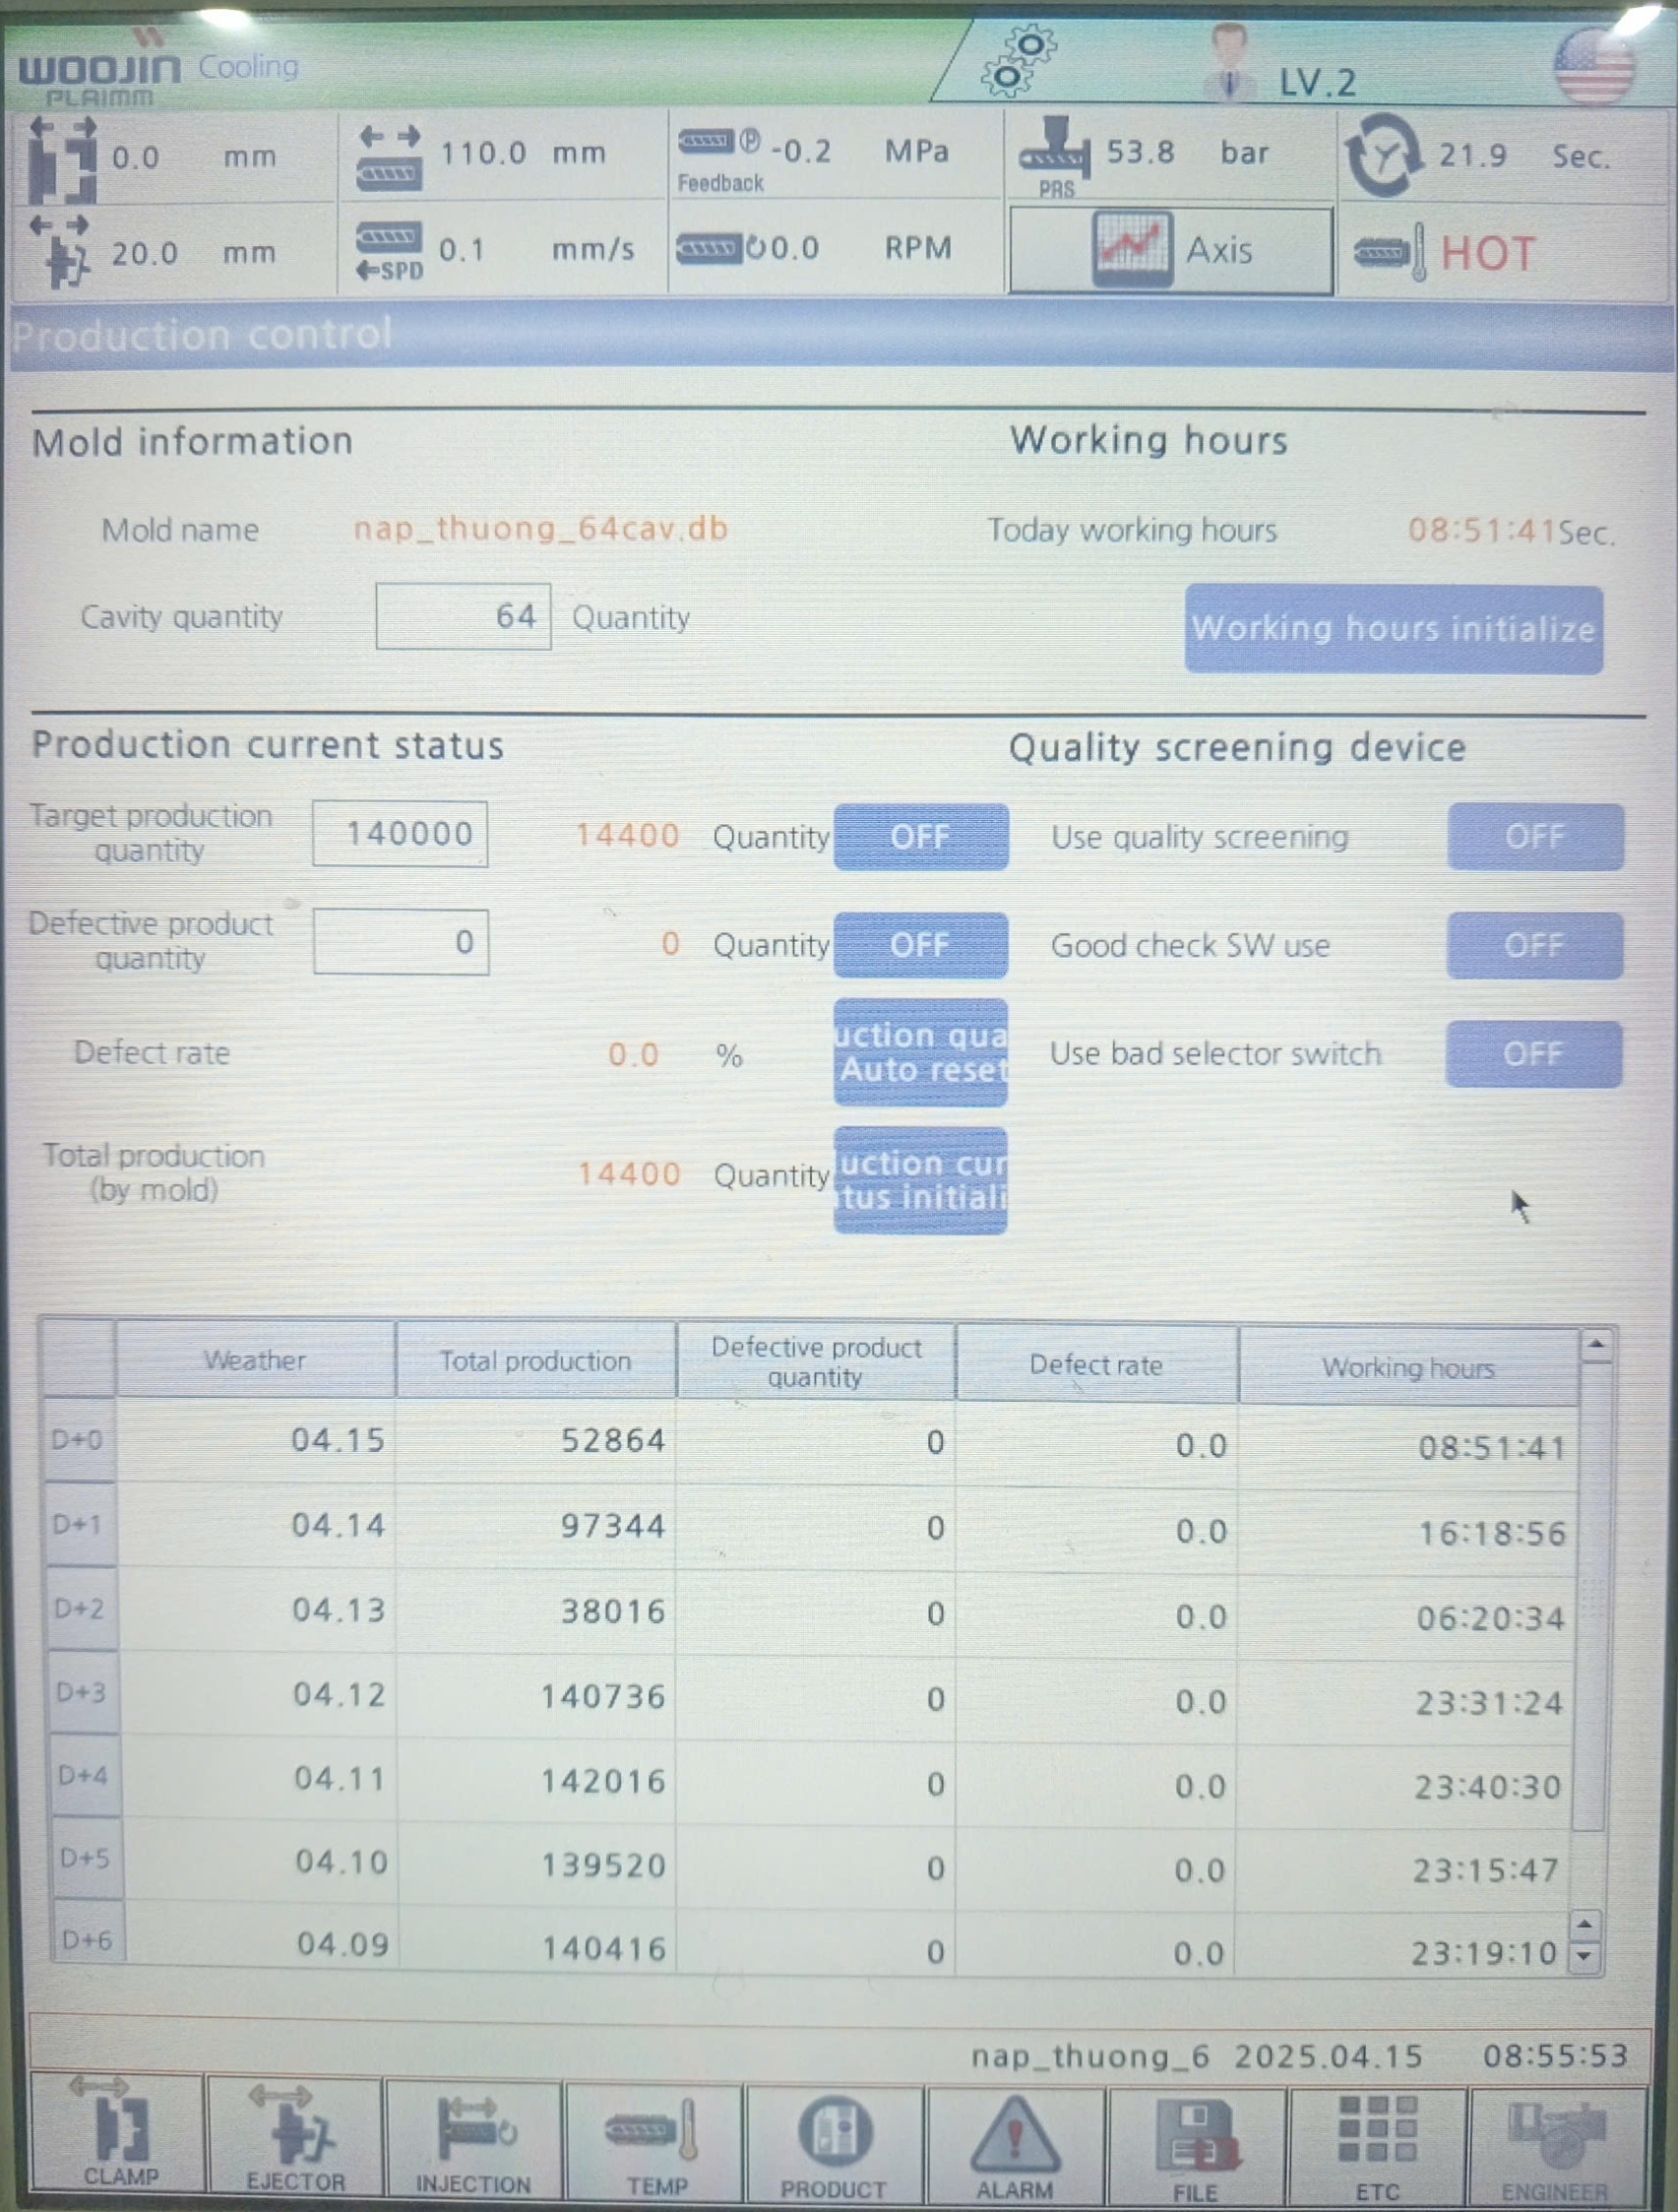 WOOJIN Cooling LV.2
PLAIMM
0.0 mm 110.0 mm Ⓟ -0.2 MPa 53.8 bar 21.9 Sec.
Feedback PRS
20.0 mm 0.1 mm/s 0.0 RPM Axis HOT
SPD
Production control
Mold information Working hours
Mold name nap_thuong_64cav.db Today working hours 08:51:41 Sec.
Cavity quantity 64 Quantity Working hours initialize
Production current status Quality screening device
Target production
quantity 140000 14400 Quantity OFF Use quality screening OFF
Defective product
quantity 0 0 Quantity OFF Good check SW use OFF
Defect rate 0.0 % uction qua
Auto reset Use bad selector switch OFF
Total production
(by mold) 14400 Quantity uction cur
tus initiali
Weather Total production Defective product
quantity Defect rate Working hours
D+0 04.15 52864 0 0.0 08:51:41
D+1 04.14 97344 0 0.0 16:18:56
D+2 04.13 38016 0 0.0 06:20:34
D+3 04.12 140736 0 0.0 23:31:24
D+4 04.11 142016 0 0.0 23:40:30
D+5 04.10 139520 0 0.0 23:15:47
D+6 04.09 140416 0 0.0 23:19:10
nap_thuong_6 2025.04.15 08:55:53
CLAMP EJECTOR INJECTION TEMP PRODUCT ALARM FILE ETC ENGINEER